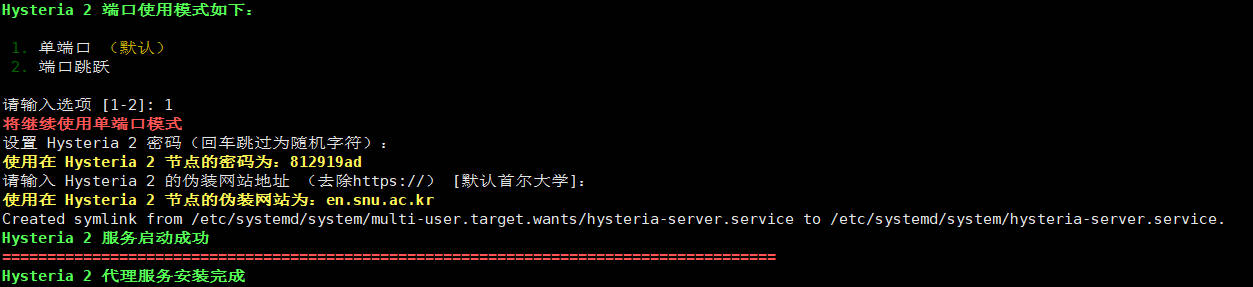 Hysteria 2 端口使用模式如下：
1. 单端口 （默认）
2. 端口跳跃
请输入选项 [1-2]: 1
将继续使用单端口模式
设置 Hysteria 2 密码（回车跳过为随机字符）：
使用在 Hysteria 2 节点的密码为：812919ad
请输入 Hysteria 2 的伪装网站地址 （去除https://） [默认首尔大学]：
使用在 Hysteria 2 节点的伪装网站为：en.snu.ac.kr
Created symlink from /etc/systemd/system/multi-user.target.wants/hysteria-server.service to /etc/systemd/system/hysteria-server.service.
Hysteria 2 服务启动成功
======================================================================================
Hysteria 2 代理服务安装完成